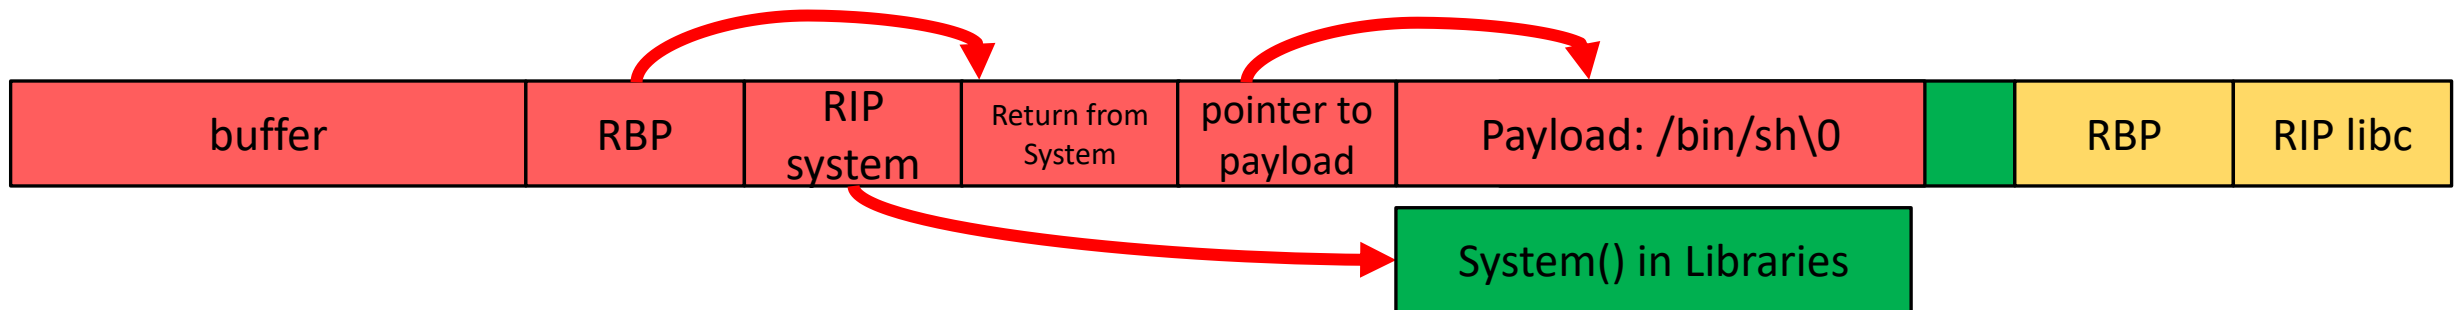 buffer
RBP
RIP
system
Return from
System
pointer to
payload
Payload: /bin/sh\0
RBP
RIP libc
System() in Libraries